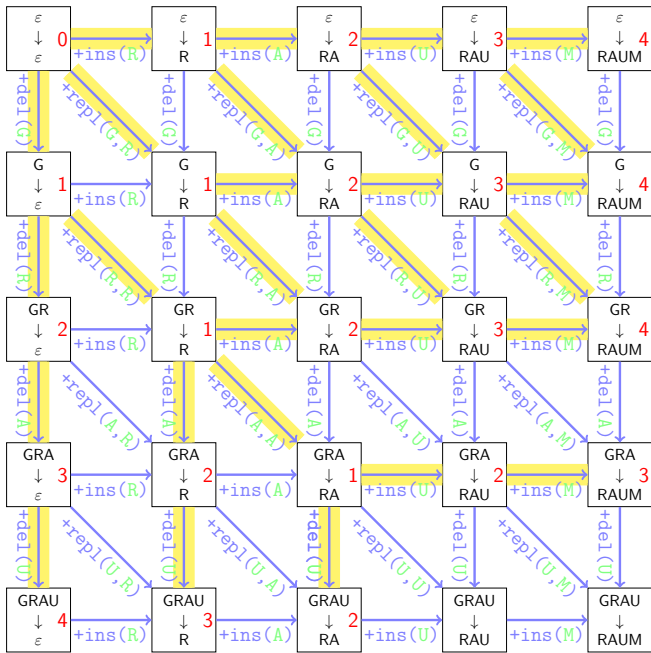 ε ↓ ε 0 +ins(R) ε ↓ R 1 +ins(A) ε ↓ RA 2 +ins(U) ε ↓ RAU 3 +ins(M) ε ↓ RAUM 4
+del(G) +repl(G,R) +del(G) +repl(G,A) +del(G) +repl(G,U) +del(G) +repl(G,M) +del(G)
G ↓ ε 1 +ins(R) G ↓ R 1 +ins(A) G ↓ RA 2 +ins(U) G ↓ RAU 3 +ins(M) G ↓ RAUM 4
+del(R) +repl(R,R) +del(R) +repl(R,A) +del(R) +repl(R,U) +del(R) +repl(R,M) +del(R)
GR ↓ ε 2 +ins(R) GR ↓ R 1 +ins(A) GR ↓ RA 2 +ins(U) GR ↓ RAU 3 +ins(M) GR ↓ RAUM 4
+del(A) +repl(A,R) +del(A) +repl(A,A) +del(A) +repl(A,U) +del(A) +repl(A,M) +del(A)
GRA ↓ ε 3 +ins(R) GRA ↓ R 2 +ins(A) GRA ↓ RA 1 +ins(U) GRA ↓ RAU 2 +ins(M) GRA ↓ RAUM 3
+del(U) +repl(U,R) +del(U) +repl(U,A) +del(U) +repl(U,U) +del(U) +repl(U,M) +del(U)
GRAU ↓ ε 4 +ins(R) GRAU ↓ R 3 +ins(A) GRAU ↓ RA 2 +ins(U) GRAU ↓ RAU +ins(M) GRAU ↓ RAUM